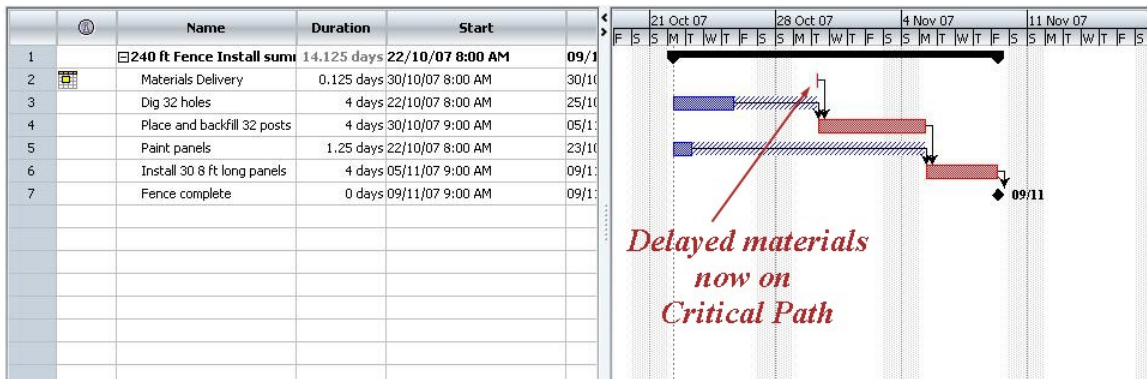 Name Duration Start
21 Oct 07 28 Oct 07 4 Nov 07 11 Nov 07
F S S M T W T F S S M T W T F S S M T W T F S S M T W T F S
1 240 ft Fence Install sum 14.125 days 22/10/07 8:00 AM 09/1
2 Materials Delivery 0.125 days 30/10/07 8:00 AM 30/10
3 Dig 32 holes 4 days 22/10/07 8:00 AM 25/10
4 Place and backfill 32 posts 4 days 30/10/07 9:00 AM 05/1
5 Paint panels 1.25 days 22/10/07 8:00 AM 23/10
6 Install 30 8 ft long panels 4 days 05/11/07 9:00 AM 09/1
7 Fence complete 0 days 09/11/07 9:00 AM 09/1
09/11
Delayed materials
now on
Critical Path